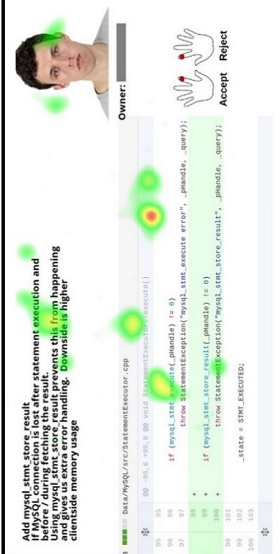 Add mysql_stmt_store_result
If MySQL connection is lost after statement execution and
before / during fetching the result.
Using mysql_stmt_store_result prevents this from happening
and gives us extra error handling. Downside is higher
clientside memory usage
Owner:
3 Data/MySQL/src/StatementExecutor.cpp
@@ -95,6 +95,9 @@ void StatementExecutor::execute()
95 95
96 96 if (mysql_stmt_execute(_pHandle) != 0)
97 97 throw StatementException("mysql_stmt_execute error", _pHandle, _query);
98 +
99 + if (mysql_stmt_store_result(_pHandle) != 0)
100 + throw StatementException("mysql_stmt_store_result", _pHandle, _query);
98 101
99 102 _state = STMT_EXECUTED;
100 103
Accept Reject